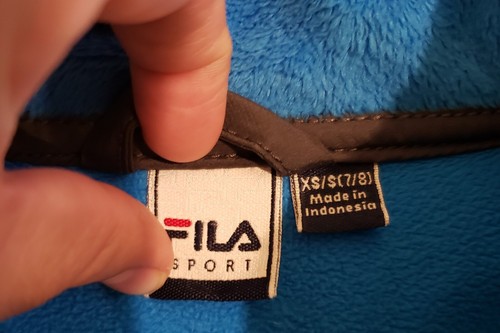 FILA
SPORT
XS/S(7/8)
Made in
Indonesia